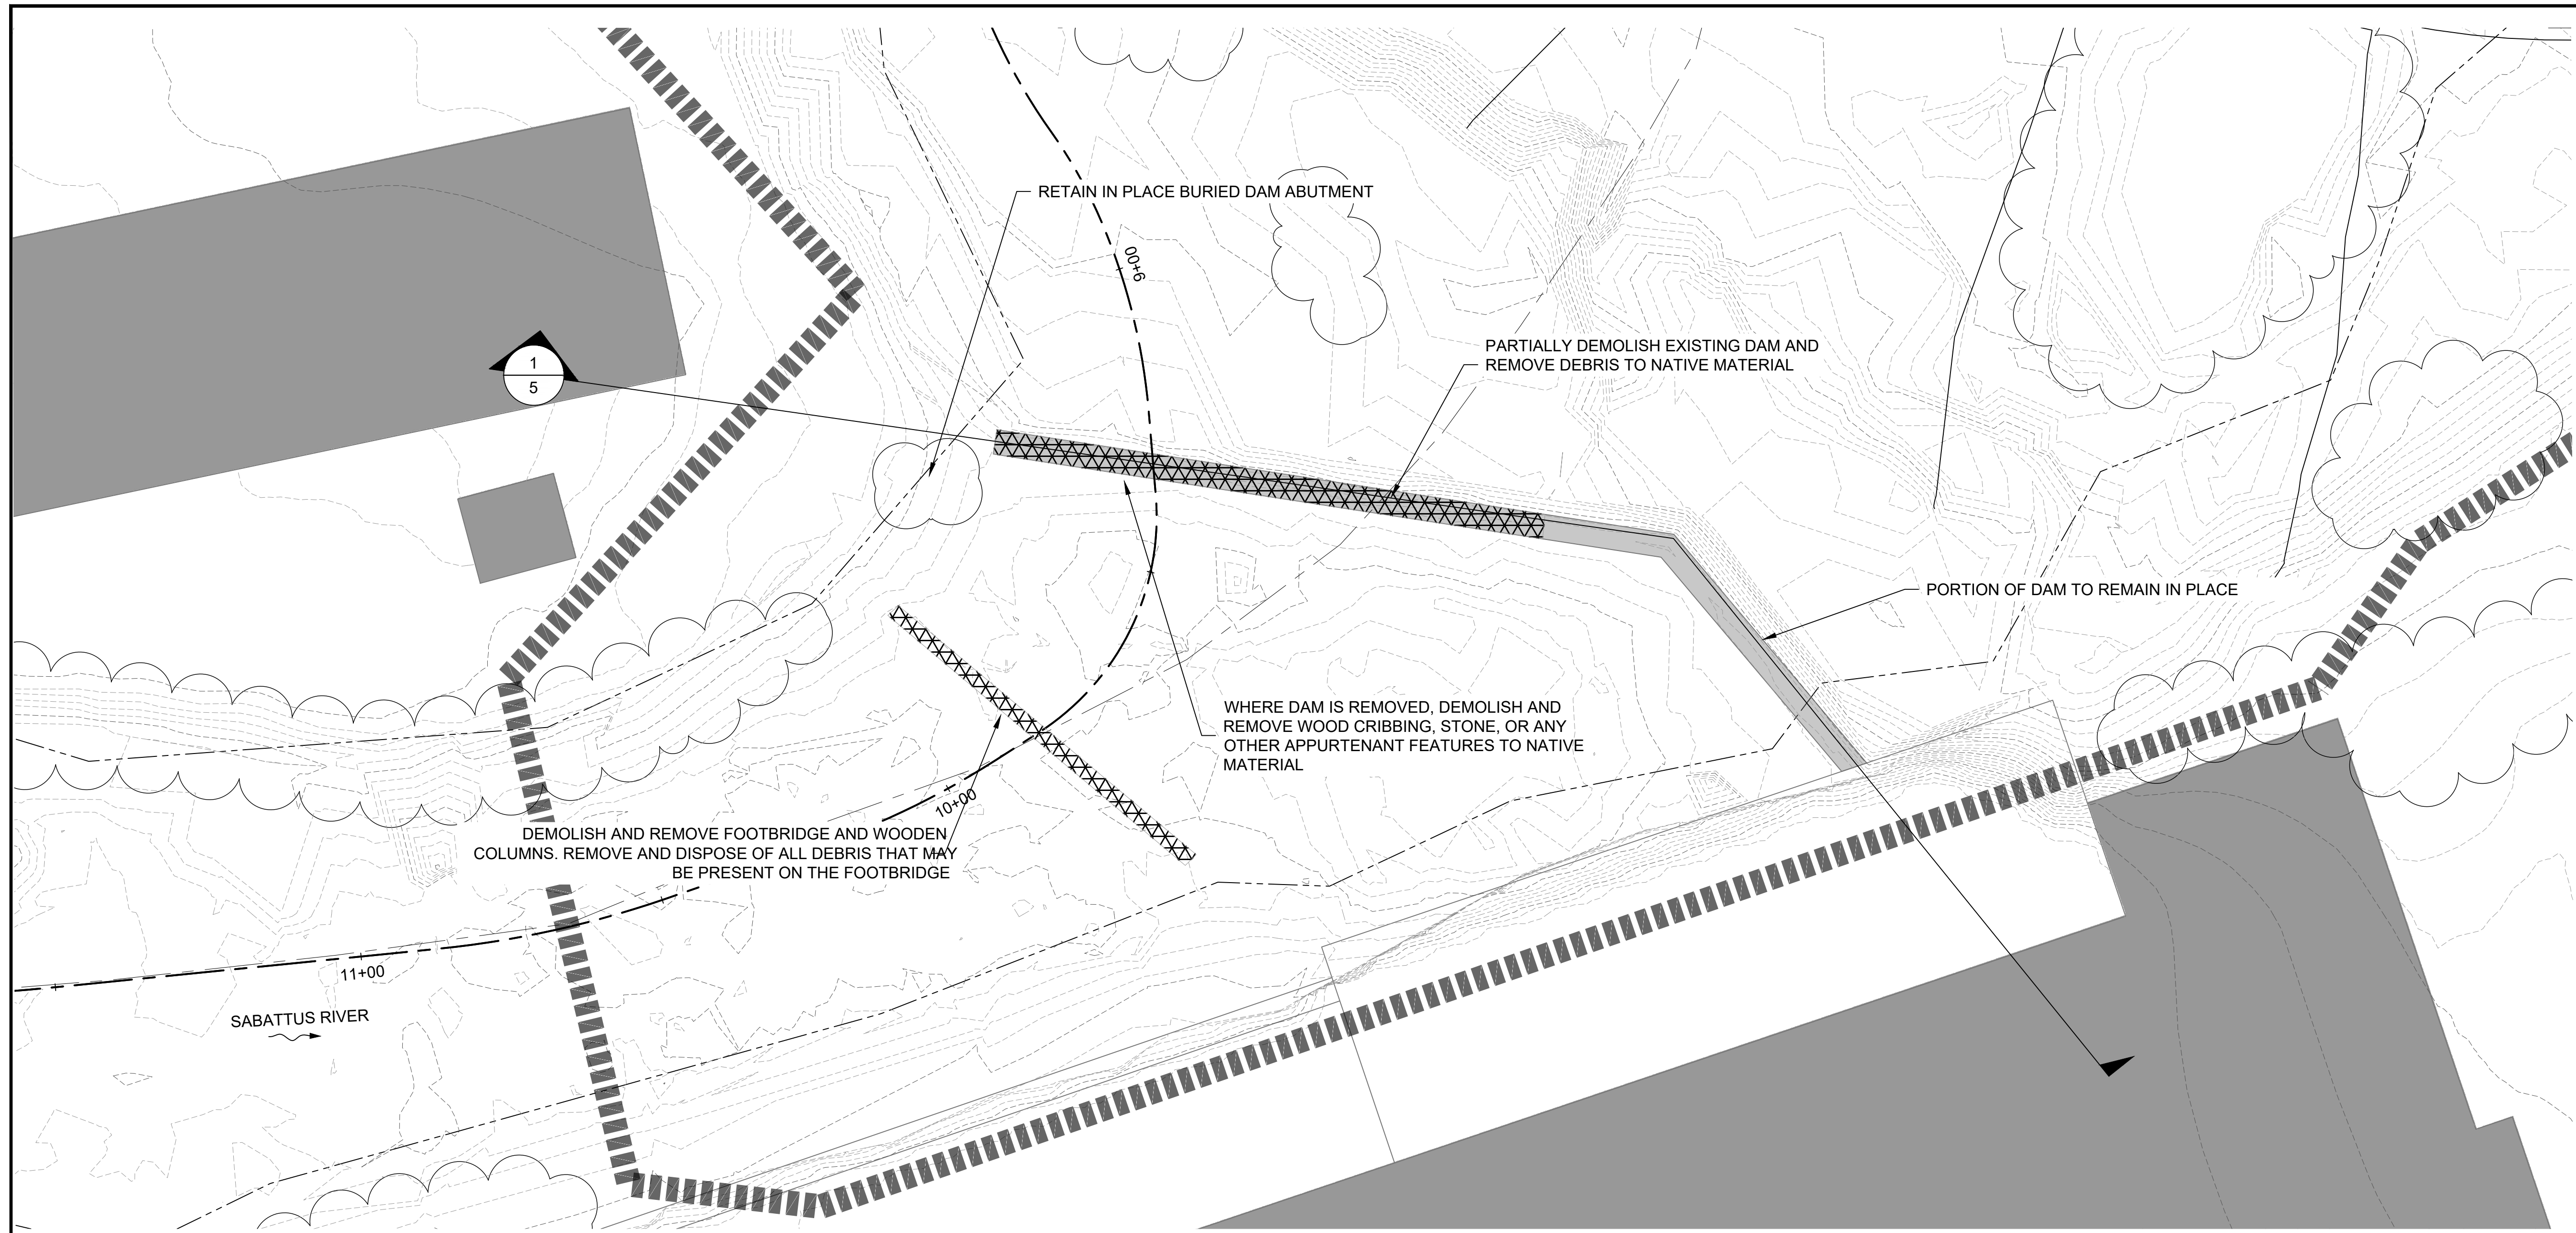 RETAIN IN PLACE BURIED DAM ABUTMENT
9+00
PARTIALLY DEMOLISH EXISTING DAM AND
REMOVE DEBRIS TO NATIVE MATERIAL
1
5
PORTION OF DAM TO REMAIN IN PLACE
WHERE DAM IS REMOVED, DEMOLISH AND
REMOVE WOOD CRIBBING, STONE, OR ANY
OTHER APPURTENANT FEATURES TO NATIVE
MATERIAL
10+00
DEMOLISH AND REMOVE FOOTBRIDGE AND WOODEN
COLUMNS. REMOVE AND DISPOSE OF ALL DEBRIS THAT MAY
BE PRESENT ON THE FOOTBRIDGE
11+00
SABATTUS RIVER